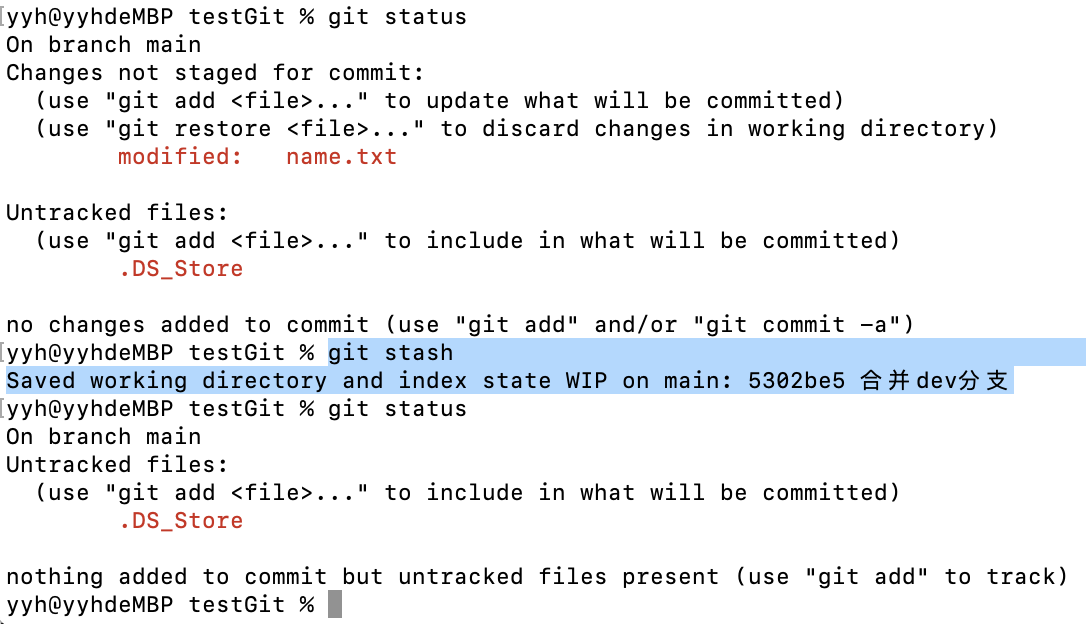 [yyh@yyhdeMBP testGit % git status
On branch main
Changes not staged for commit:
  (use "git add <file>..." to update what will be committed)
  (use "git restore <file>..." to discard changes in working directory)
        modified:   name.txt

Untracked files:
  (use "git add <file>..." to include in what will be committed)
        .DS_Store

no changes added to commit (use "git add" and/or "git commit -a")
[yyh@yyhdeMBP testGit % git stash
Saved working directory and index state WIP on main: 5302be5 合并dev分支
[yyh@yyhdeMBP testGit % git status
On branch main
Untracked files:
  (use "git add <file>..." to include in what will be committed)
        .DS_Store

nothing added to commit but untracked files present (use "git add" to track)
yyh@yyhdeMBP testGit %